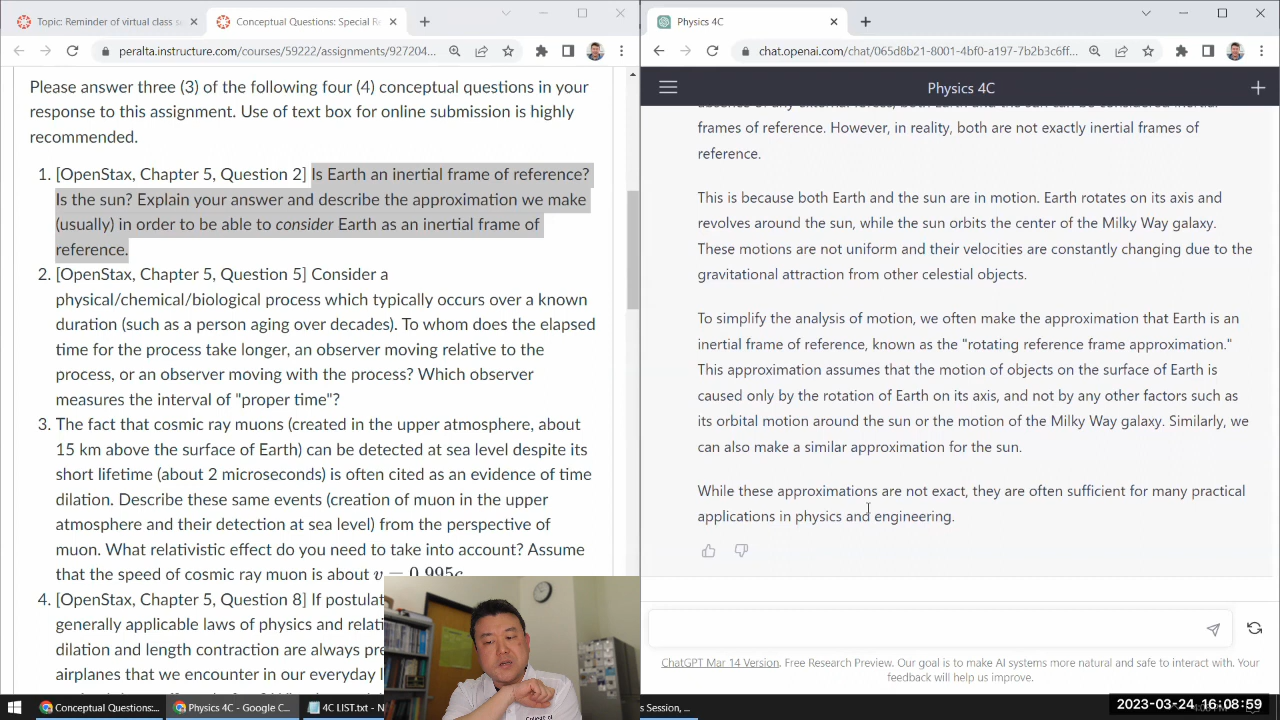 Topic: Reminder of virtual class se
Conceptual Questions: Special Re
peralta.instructure.com/courses/59222/assignments/927204...
Please answer three (3) of the following four (4) conceptual questions in your
response to this assignment. Use of text box for online submission is highly
recommended.
1. [OpenStax, Chapter 5, Question 2] Is Earth an inertial frame of reference?
Is the sun? Explain your answer and describe the approximation we make
(usually) in order to be able to consider Earth as an inertial frame of
reference.
2. [OpenStax, Chapter 5, Question 5] Consider a
physical/chemical/biological process which typically occurs over a known
duration (such as a person aging over decades). To whom does the elapsed
time for the process take longer, an observer moving relative to the
process, or an observer moving with the process? Which observer
measures the interval of "proper time"?
3. The fact that cosmic ray muons (created in the upper atmosphere, about
15 km above the surface of Earth) can be detected at sea level despite its
short lifetime (about 2 microseconds) is often cited as an evidence of time
dilation. Describe these same events (creation of muon in the upper
atmosphere and their detection at sea level) from the perspective of
muon. What relativistic effect do you need to take into account? Assume
that the speed of cosmic ray muon is about v = 0.995c
4. [OpenStax, Chapter 5, Question 8] If postulat
generally applicable laws of physics and relati
dilation and length contraction are always pre
airplanes that we encounter in our everyday l
Physics 4C
chat.openai.com/chat/065d8b21-8001-4bf0-a197-7b2b3c6ff...
Physics 4C
absence of any external forces, both Earth and the sun can be considered inertial
frames of reference. However, in reality, both are not exactly inertial frames of
reference.
This is because both Earth and the sun are in motion. Earth rotates on its axis and
revolves around the sun, while the sun orbits the center of the Milky Way galaxy.
These motions are not uniform and their velocities are constantly changing due to the
gravitational attraction from other celestial objects.
To simplify the analysis of motion, we often make the approximation that Earth is an
inertial frame of reference, known as the "rotating reference frame approximation."
This approximation assumes that the motion of objects on the surface of Earth is
caused only by the rotation of Earth on its axis, and not by any other factors such as
its orbital motion around the sun or the motion of the Milky Way galaxy. Similarly, we
can also make a similar approximation for the sun.
While these approximations are not exact, they are often sufficient for many practical
applications in physics and engineering.
ChatGPT Mar 14 Version. Free Research Preview. Our goal is to make AI systems more natural and safe to interact with. Your
feedback will help us improve.
Conceptual Questions:...
Physics 4C - Google C...
4C LIST.txt - N
s Session, ...
2023-03-24 16:08:59